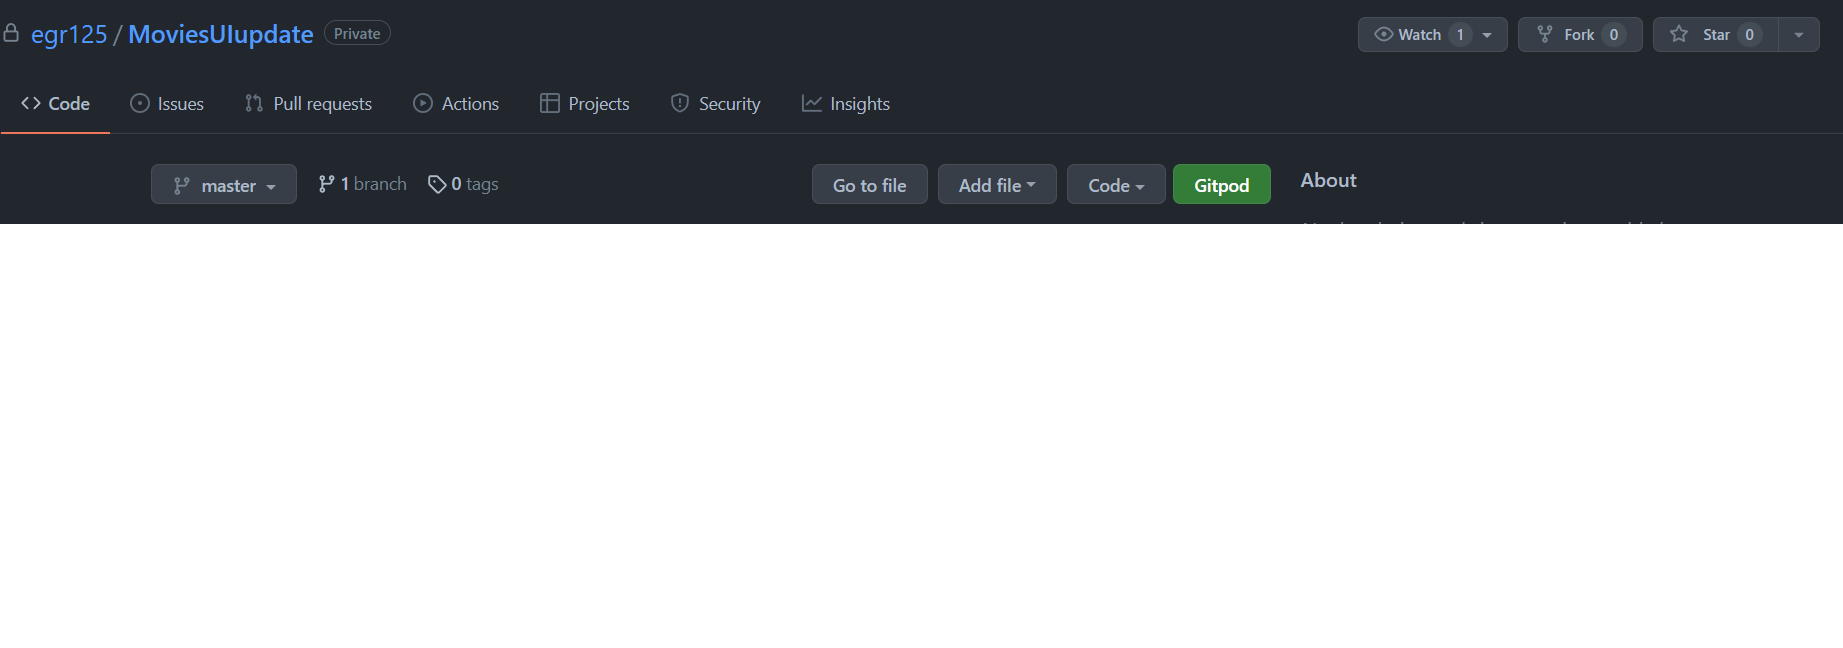 egr125 / MoviesUIupdate Private Watch 1 Fork 0 Star 0
Code Issues Pull requests Actions Projects Security Insights
master 1 branch 0 tags Go to file Add file Code Gitpod About